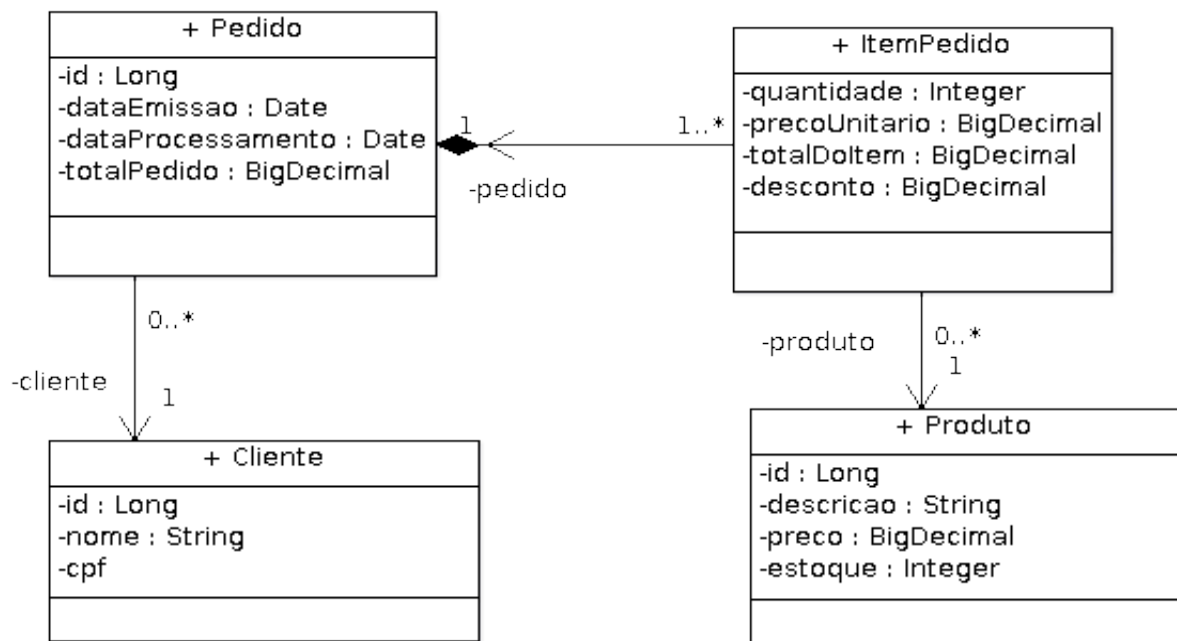 + Pedido
-id : Long
-dataEmissao : Date
-dataProcessamento : Date
-totalPedido : BigDecimal
1
1..*
-pedido
+ ItemPedido
-quantidade : Integer
-precoUnitario : BigDecimal
-totalDoItem : BigDecimal
-desconto : BigDecimal
0..*
-cliente
1
-produto
0..*
1
+ Cliente
-id : Long
-nome : String
-cpf
+ Produto
-id : Long
-descricao : String
-preco : BigDecimal
-estoque : Integer